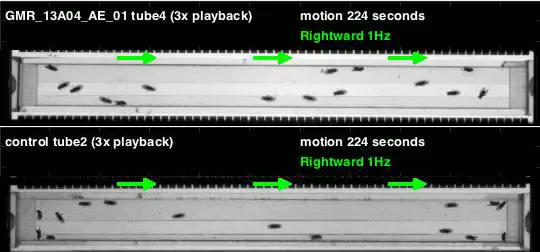 GMR_13A04_AE_01 tube4 (3x playback)
motion 224 seconds
Rightward 1Hz
control tube2 (3x playback)
motion 224 seconds
Rightward 1Hz